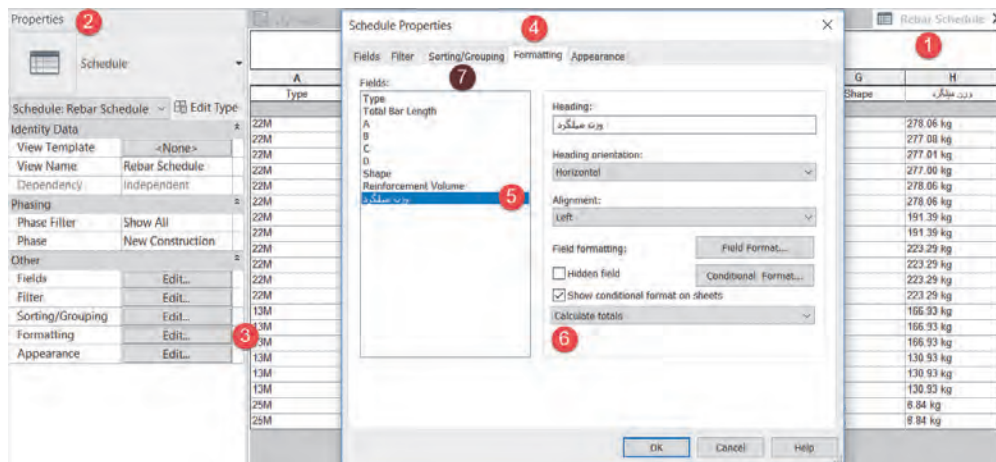 Properties
2
Schedule
Schedule: Rebar Schedule
Edit Type
Identity Data
View Template <None>
View Name Rebar Schedule
Dependency Independent
Phasing
Phase Filter Show All
Phase New Construction
Other
Fields Edit...
Filter Edit...
Sorting/Grouping Edit...
Formatting Edit...
3
Appearance Edit...
Rebar Schedule
1
A G H
Type Shape وزن میلگرد
22M 278.06 kg
22M 277.08 kg
22M 277.01 kg
22M 277.00 kg
22M 278.06 kg
22M 278.06 kg
22M 191.39 kg
22M 191.39 kg
22M 223.29 kg
22M 223.29 kg
22M 223.29 kg
22M 223.29 kg
13M 166.93 kg
13M 166.93 kg
13M 166.93 kg
13M 130.93 kg
13M 130.93 kg
13M 130.93 kg
25M 6.84 kg
25M 6.84 kg
Schedule Properties
4
Fields Filter Sorting/Grouping Formatting Appearance
7
Fields:
Type
Total Bar Length
A
B
C
D
Shape
Reinforcement Volume
وزن میلگرد
5
Heading:
وزن میلگرد
Heading orientation:
Horizontal
Alignment:
Left
Field formatting: Field Format...
Hidden field Conditional Format...
Show conditional format on sheets
Calculate totals
6
OK Cancel Help